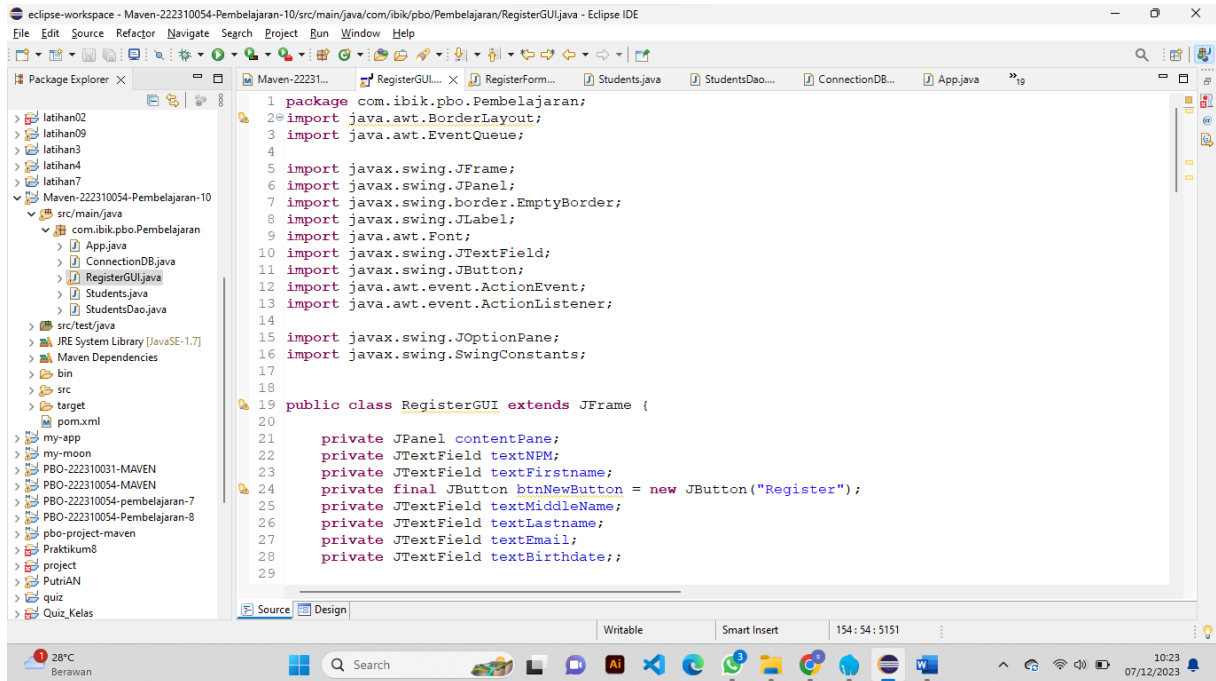 eclipse-workspace - Maven-222310054-Pembelajaran-10/src/main/java/com/ibik/pbo/Pembelajaran/RegisterGUI.java - Eclipse IDE
File Edit Source Refactor Navigate Search Project Run Window Help
Package Explorer
Maven-22231... RegisterGUI.... RegisterForm... Students.java StudentsDao.... ConnectionDB... App.java »19
latihan02
latihan09
latihan3
latihan4
latihan7
Maven-222310054-Pembelajaran-10
src/main/java
com.ibik.pbo.Pembelajaran
App.java
ConnectionDB.java
RegisterGUI.java
Students.java
StudentsDao.java
src/test/java
JRE System Library [JavaSE-1.7]
Maven Dependencies
bin
src
target
pom.xml
my-app
my-moon
PBO-222310031-MAVEN
PBO-222310054-MAVEN
PBO-222310054-pembelajaran-7
PBO-222310054-Pembelajaran-8
pbo-project-maven
Praktikum8
project
PutriAN
quiz
Quiz_Kelas
1 package com.ibik.pbo.Pembelajaran;
2 import java.awt.BorderLayout;
3 import java.awt.EventQueue;
4
5 import javax.swing.JFrame;
6 import javax.swing.JPanel;
7 import javax.swing.border.EmptyBorder;
8 import javax.swing.JLabel;
9 import java.awt.Font;
10 import javax.swing.JTextField;
11 import javax.swing.JButton;
12 import java.awt.event.ActionEvent;
13 import java.awt.event.ActionListener;
14
15 import javax.swing.JOptionPane;
16 import javax.swing.SwingConstants;
17
18
19 public class RegisterGUI extends JFrame {
20
21 private JPanel contentPane;
22 private JTextField textNPM;
23 private JTextField textFirstname;
24 private final JButton btnNewButton = new JButton("Register");
25 private JTextField textMiddleName;
26 private JTextField textLastname;
27 private JTextField textEmail;
28 private JTextField textBirthdate;;
29
Source Design
Writable Smart Insert 154 : 54 : 5151
1
28°C
Berawan
Search
Ai
3
W
10:23
07/12/2023